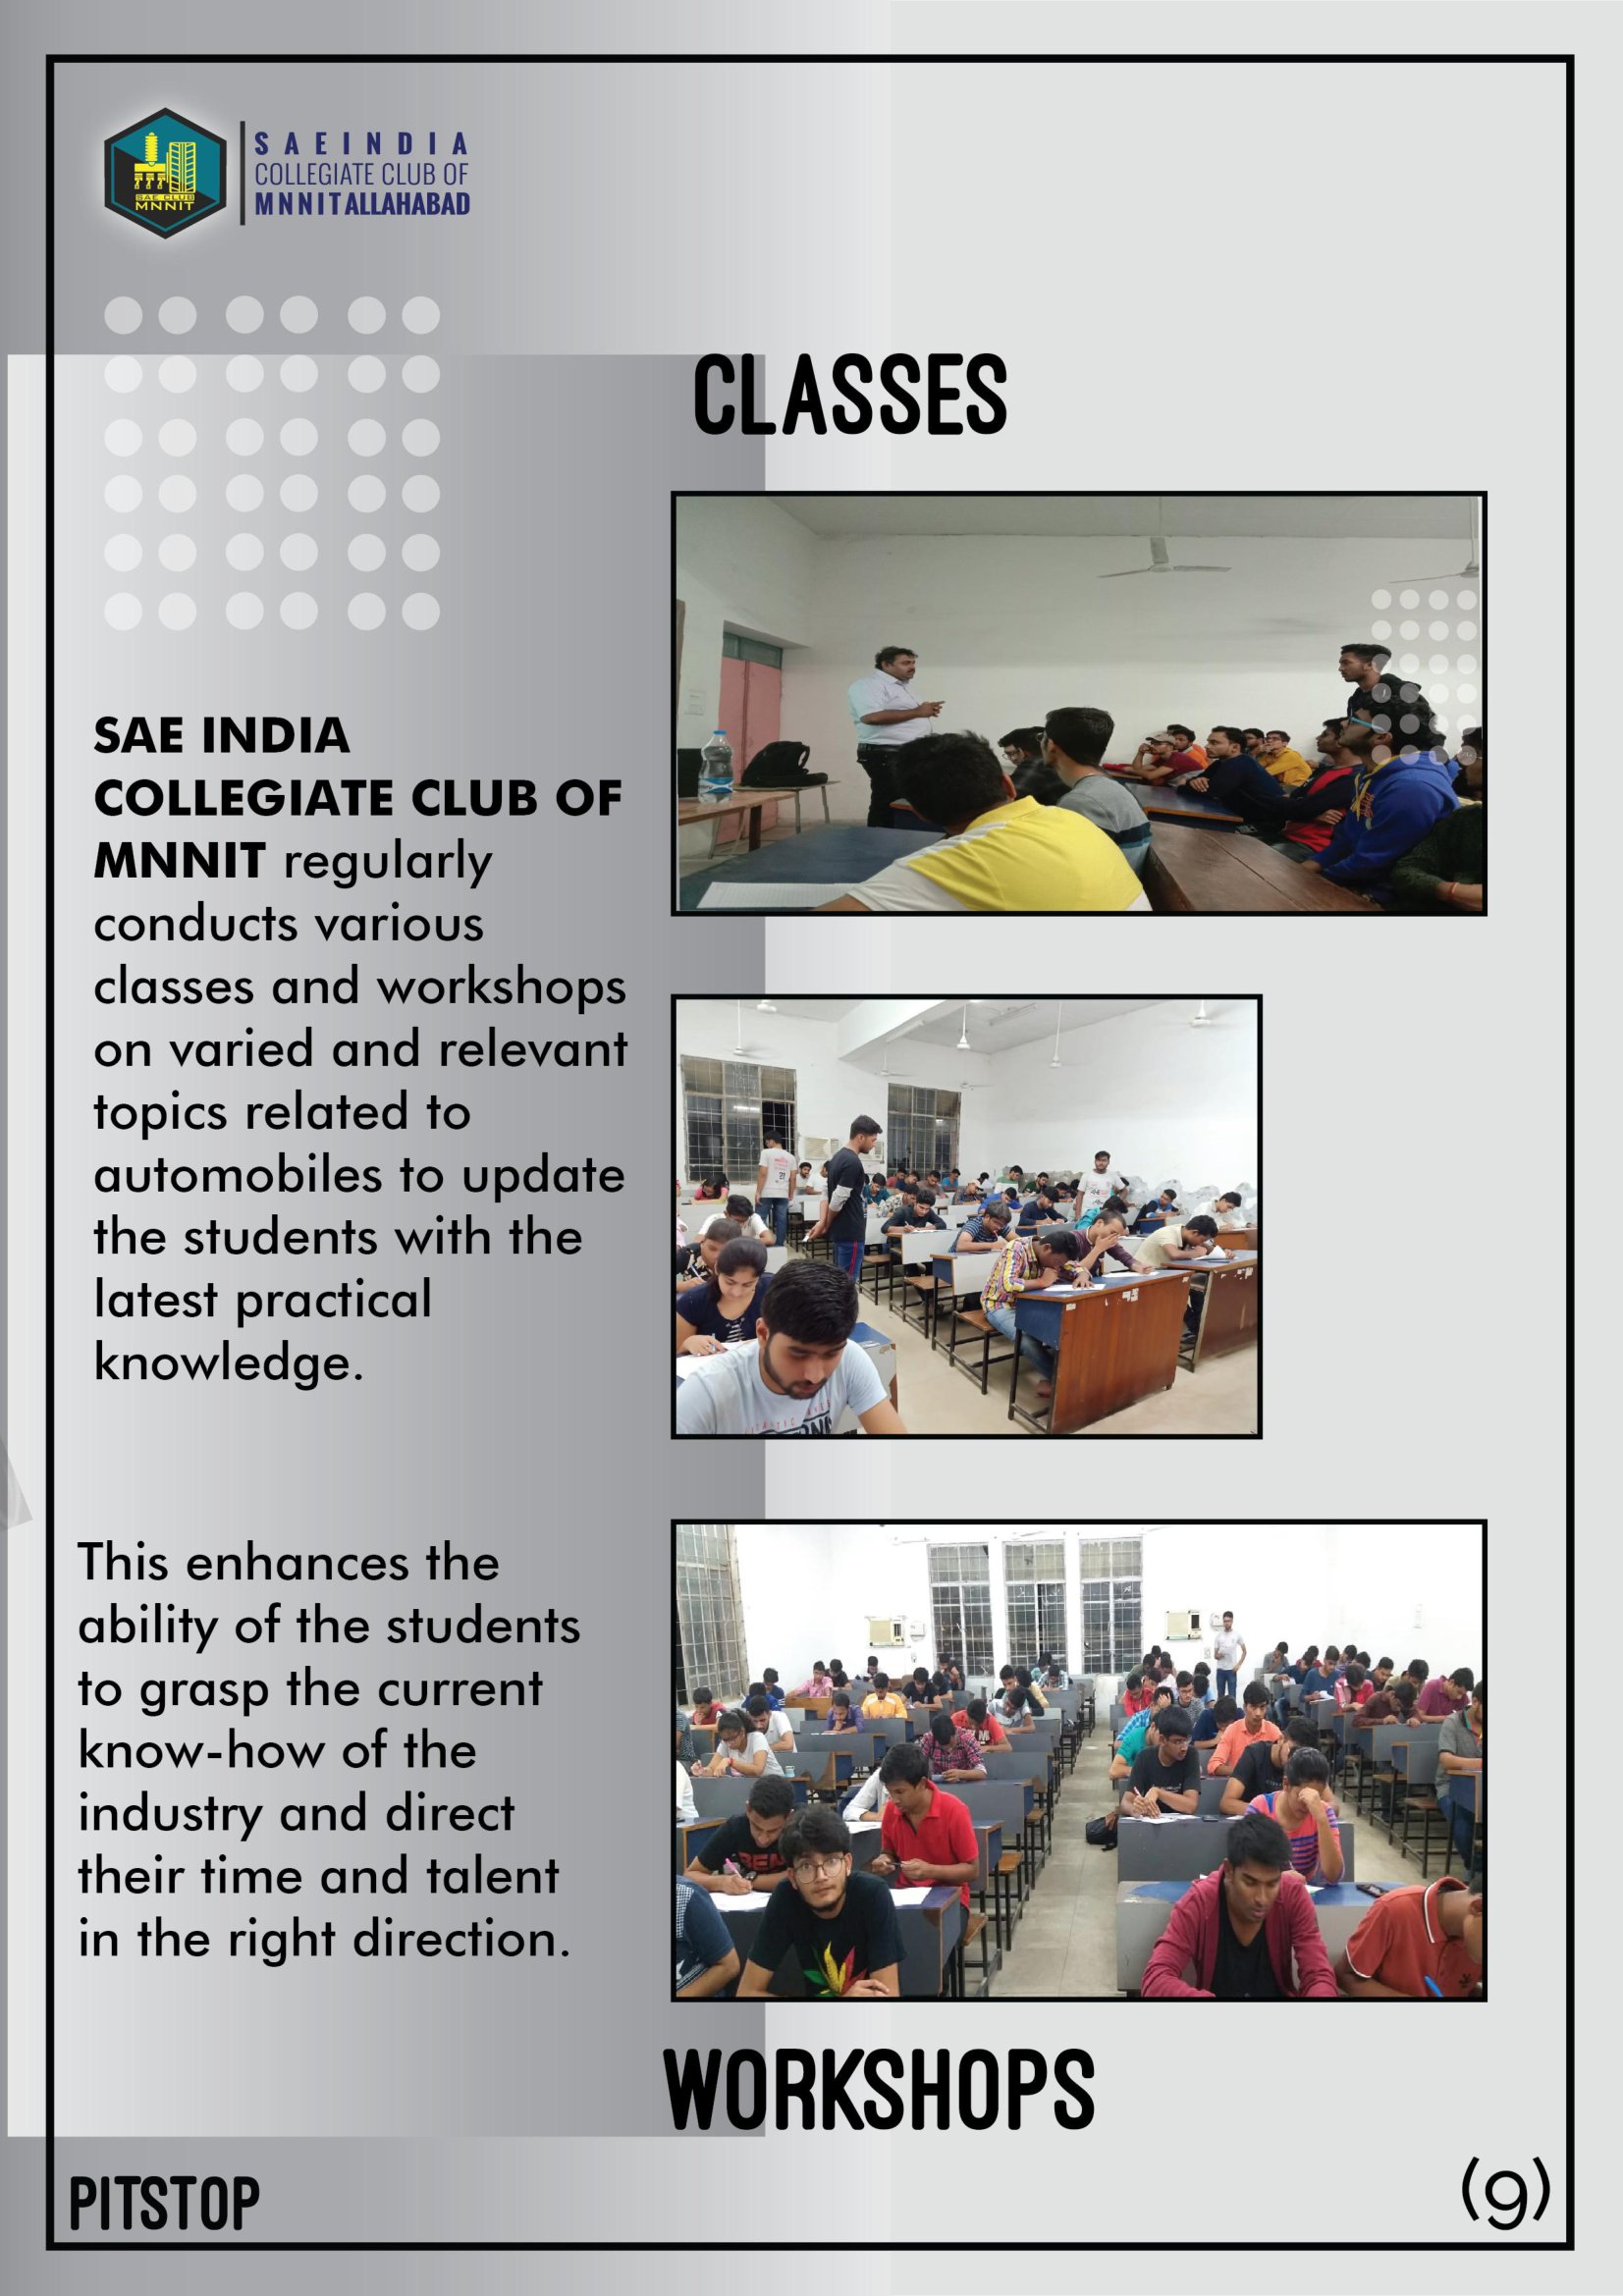 SAE CLUB
MNNIT
SAEINDIA
COLLEGIATE CLUB OF
MNNIT ALLAHABAD
CLASSES
SAE INDIA
COLLEGIATE CLUB OF
MNNIT regularly
conducts various
classes and workshops
on varied and relevant
topics related to
automobiles to update
the students with the
latest practical
knowledge.
This enhances the
ability of the students
to grasp the current
know-how of the
industry and direct
their time and talent
in the right direction.
WORKSHOPS
PITSTOP
(9)